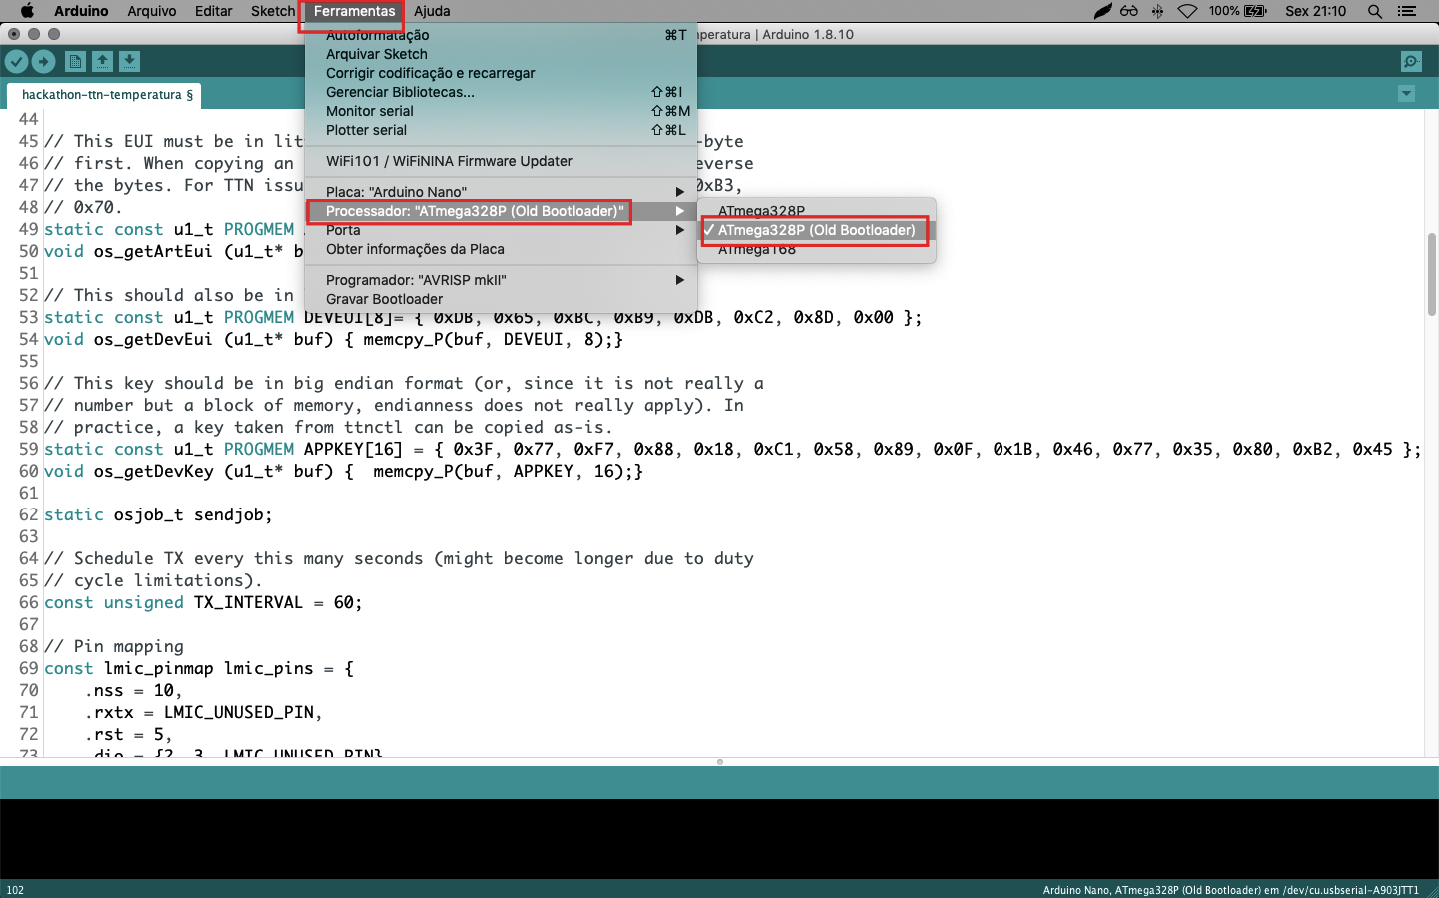 Arduino Arquivo Editar Sketch Ferramentas Ajuda 100% Sex 21:10
peratura | Arduino 1.8.10
hackathon-ttn-temperatura §
Autoformatação ⌘T
Arquivar Sketch
Corrigir codificação e recarregar
Gerenciar Bibliotecas... ⇧⌘I
Monitor serial ⇧⌘M
Plotter serial ⇧⌘L
WiFi101 / WiFiNINA Firmware Updater
Placa: "Arduino Nano"
Processador: "ATmega328P (Old Bootloader)"
Porta
Obter informações da Placa
Programador: "AVRISP mkII"
Gravar Bootloader
ATmega328P
✓ ATmega328P (Old Bootloader)
ATmega168
44
45 // This EUI must be in lit -byte
46 // first. When copying an everse
47 // the bytes. For TTN issu 0xB3,
48 // 0x70.
49 static const u1_t PROGMEM
50 void os_getArtEui (u1_t* b
51
52 // This should also be in
53 static const u1_t PROGMEM DEVEUI[8]= { 0xDB, 0x65, 0xBC, 0xB9, 0xDB, 0xC2, 0x8D, 0x00 };
54 void os_getDevEui (u1_t* buf) { memcpy_P(buf, DEVEUI, 8);}
55
56 // This key should be in big endian format (or, since it is not really a
57 // number but a block of memory, endianness does not really apply). In
58 // practice, a key taken from ttnctl can be copied as-is.
59 static const u1_t PROGMEM APPKEY[16] = { 0x3F, 0x77, 0xF7, 0x88, 0x18, 0xC1, 0x58, 0x89, 0x0F, 0x1B, 0x46, 0x77, 0x35, 0x80, 0xB2, 0x45 };
60 void os_getDevKey (u1_t* buf) {  memcpy_P(buf, APPKEY, 16);}
61
62 static osjob_t sendjob;
63
64 // Schedule TX every this many seconds (might become longer due to duty
65 // cycle limitations).
66 const unsigned TX_INTERVAL = 60;
67
68 // Pin mapping
69 const lmic_pinmap lmic_pins = {
70     .nss = 10,
71     .rxtx = LMIC_UNUSED_PIN,
72     .rst = 5,
73     .dio = {2, 3, LMIC_UNUSED_PIN}
102 Arduino Nano, ATmega328P (Old Bootloader) em /dev/cu.usbserial-A903JTT1